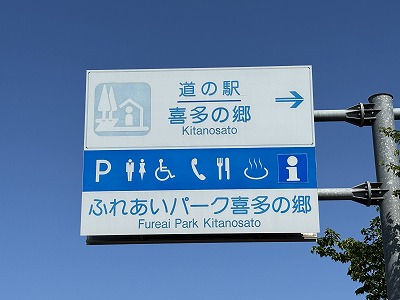 道の駅
喜多の郷
Kitanosato
P
ふれあいパーク喜多の郷
Fureai Park Kitanosato